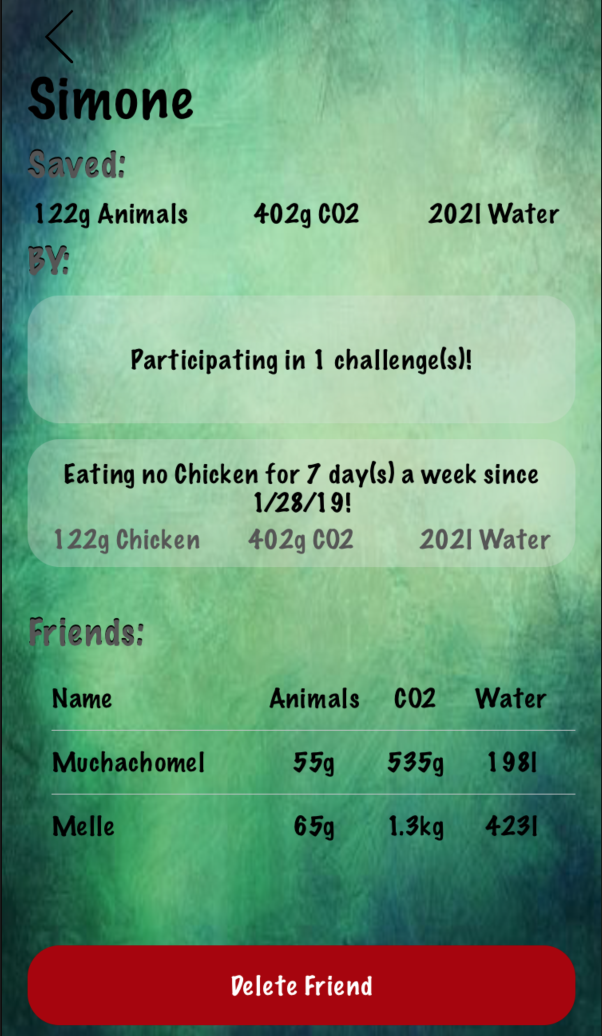 Simone
Saved:
122g Animals 402g CO2 202l Water
BY:
Participating in 1 challenge(s)!
Eating no Chicken for 7 day(s) a week since
1/28/19!
122g Chicken 402g CO2 202l Water
Friends:
Name Animals CO2 Water
Muchachomel 55g 535g 198l
Melle 65g 1.3kg 423l
Delete Friend